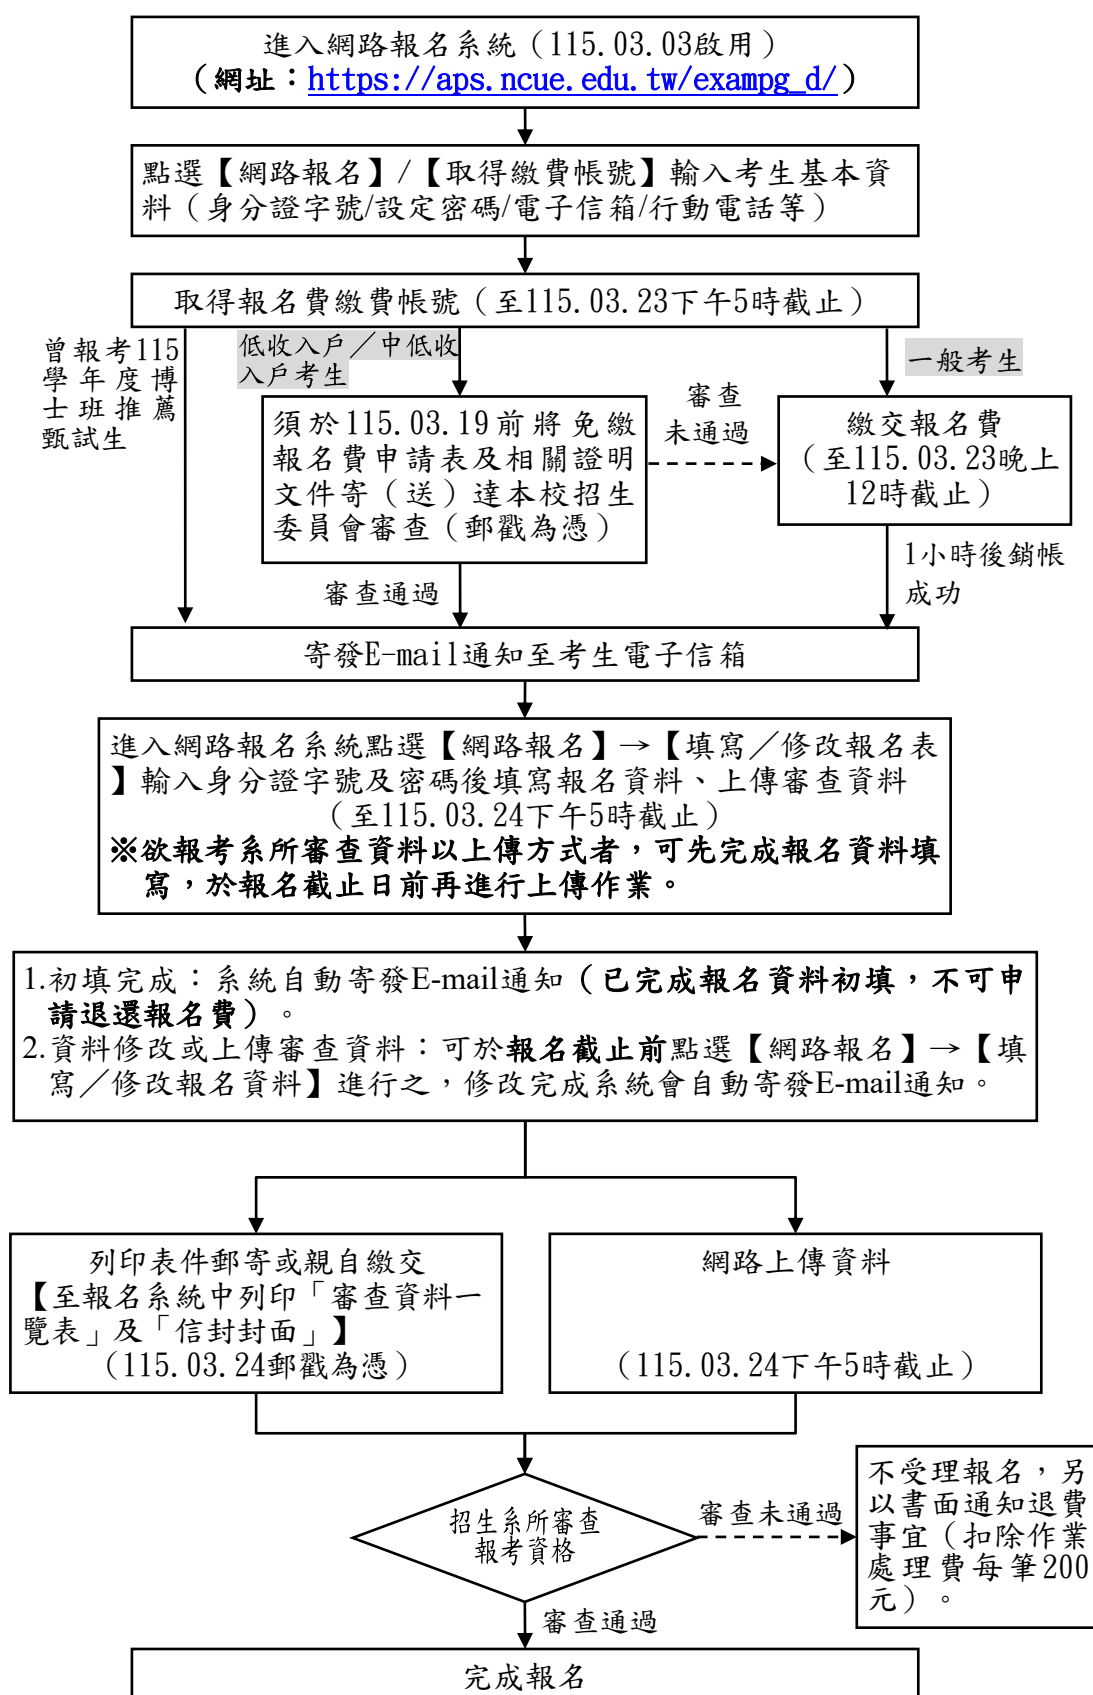 進入網路報名系統（115.03.03啟用）
（網址：https://aps.ncue.edu.tw/exampg_d/）
點選【網路報名】/【取得繳費帳號】輸入考生基本資
料（身分證字號/設定密碼/電子信箱/行動電話等）
取得報名費繳費帳號（至115.03.23下午5時截止）
曾報考115
學年度博
士班推薦
甄試生
低收入戶／中低收
入戶考生
一般考生
須於115.03.19前將免繳
報名費申請表及相關證明
文件寄（送）達本校招生
委員會審查（郵戳為憑）
審查
未通過
繳交報名費
（至115.03.23晚上
12時截止）
審查通過
1小時後銷帳
成功
寄發E-mail通知至考生電子信箱
進入網路報名系統點選【網路報名】→【填寫／修改報名表
】輸入身分證字號及密碼後填寫報名資料、上傳審查資料
（至115.03.24下午5時截止）
※欲報考系所審查資料以上傳方式者，可先完成報名資料填
寫，於報名截止日前再進行上傳作業。
1.初填完成：系統自動寄發E-mail通知（已完成報名資料初填，不可申
請退還報名費）。
2.資料修改或上傳審查資料：可於報名截止前點選【網路報名】→【填
寫／修改報名資料】進行之，修改完成系統會自動寄發E-mail通知。
列印表件郵寄或親自繳交
【至報名系統中列印「審查資料一
覽表」及「信封封面」】
（115.03.24郵戳為憑）
網路上傳資料
（115.03.24下午5時截止）
招生系所審查
報考資格
審查未通過
不受理報名，另
以書面通知退費
事宜（扣除作業
處理費每筆200
元）。
審查通過
完成報名